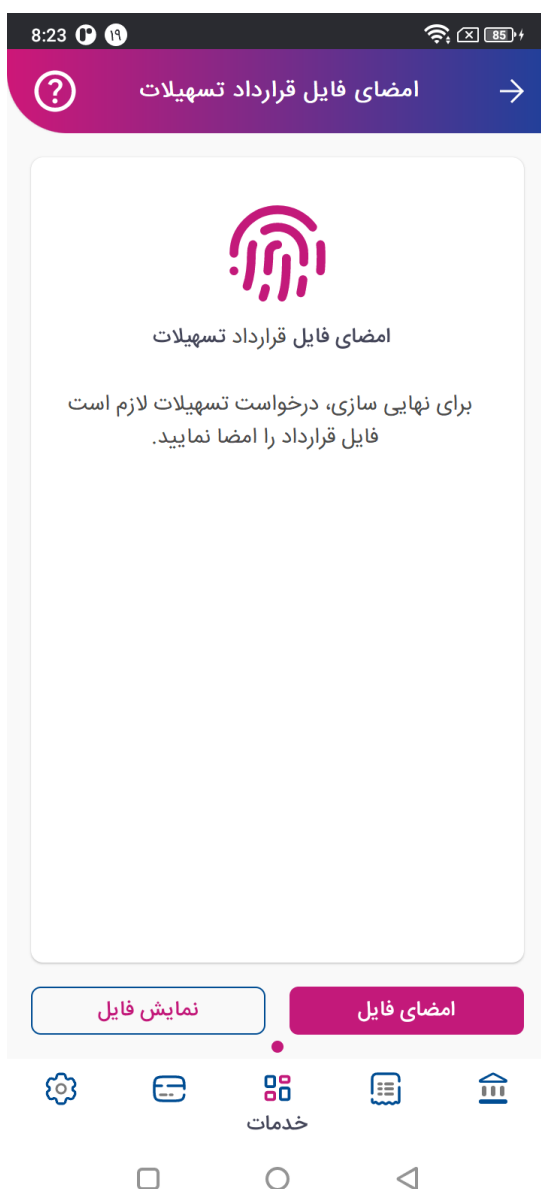 8:23 ۱۹ 85
امضای فایل قرارداد تسهیلات
امضای فایل قرارداد تسهیلات
برای نهایی سازی، درخواست تسهیلات لازم است
فایل قرارداد را امضا نمایید.
امضای فایل
نمایش فایل
خدمات